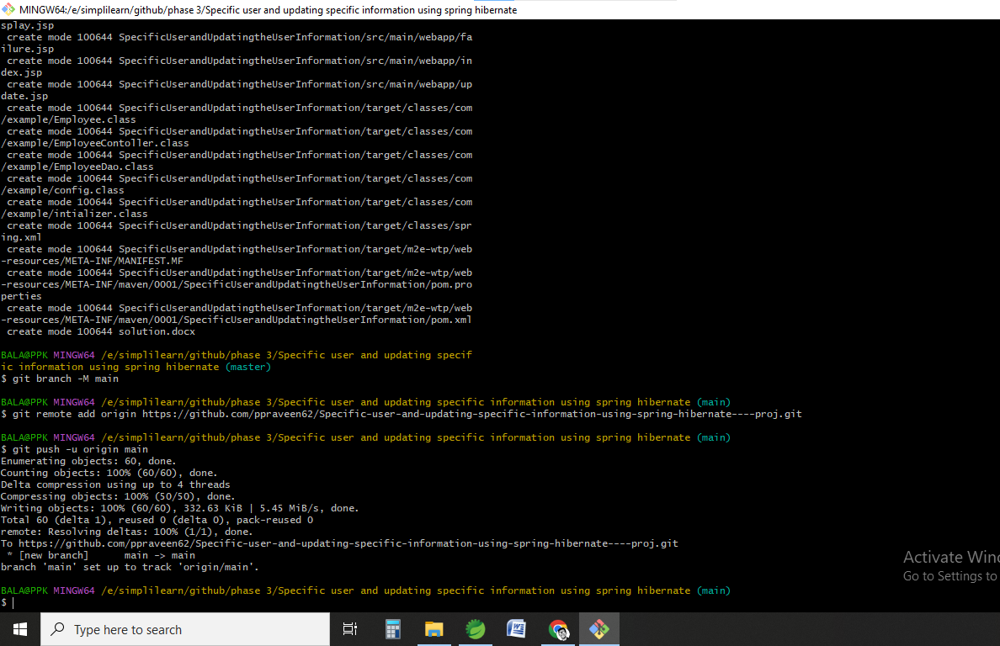 MINGW64:/e/simplilearn/github/phase 3/Specific user and updating specific information using spring hibernate
splay.jsp
 create mode 100644 SpecificUserandUpdatingtheUserInformation/src/main/webapp/fa
ilure.jsp
 create mode 100644 SpecificUserandUpdatingtheUserInformation/src/main/webapp/in
dex.jsp
 create mode 100644 SpecificUserandUpdatingtheUserInformation/src/main/webapp/up
date.jsp
 create mode 100644 SpecificUserandUpdatingtheUserInformation/target/classes/com
/example/Employee.class
 create mode 100644 SpecificUserandUpdatingtheUserInformation/target/classes/com
/example/EmployeeContoller.class
 create mode 100644 SpecificUserandUpdatingtheUserInformation/target/classes/com
/example/EmployeeDao.class
 create mode 100644 SpecificUserandUpdatingtheUserInformation/target/classes/com
/example/config.class
 create mode 100644 SpecificUserandUpdatingtheUserInformation/target/classes/com
/example/intializer.class
 create mode 100644 SpecificUserandUpdatingtheUserInformation/target/classes/spr
ing.xml
 create mode 100644 SpecificUserandUpdatingtheUserInformation/target/m2e-wtp/web
-resources/META-INF/MANIFEST.MF
 create mode 100644 SpecificUserandUpdatingtheUserInformation/target/m2e-wtp/web
-resources/META-INF/maven/0001/SpecificUserandUpdatingtheUserInformation/pom.pro
perties
 create mode 100644 SpecificUserandUpdatingtheUserInformation/target/m2e-wtp/web
-resources/META-INF/maven/0001/SpecificUserandUpdatingtheUserInformation/pom.xml
 create mode 100644 solution.docx
BALA@PPK MINGW64 /e/simplilearn/github/phase 3/Specific user and updating specif
ic information using spring hibernate (master)
$ git branch -M main
BALA@PPK MINGW64 /e/simplilearn/github/phase 3/Specific user and updating specific information using spring hibernate (main)
$ git remote add origin https://github.com/ppraveen62/Specific-user-and-updating-specific-information-using-spring-hibernate----proj.git
BALA@PPK MINGW64 /e/simplilearn/github/phase 3/Specific user and updating specific information using spring hibernate (main)
$ git push -u origin main
Enumerating objects: 60, done.
Counting objects: 100% (60/60), done.
Delta compression using up to 4 threads
Compressing objects: 100% (50/50), done.
Writing objects: 100% (60/60), 332.63 KiB | 5.45 MiB/s, done.
Total 60 (delta 1), reused 0 (delta 0), pack-reused 0
remote: Resolving deltas: 100% (1/1), done.
To https://github.com/ppraveen62/Specific-user-and-updating-specific-information-using-spring-hibernate----proj.git
 * [new branch]      main -> main
branch 'main' set up to track 'origin/main'.
BALA@PPK MINGW64 /e/simplilearn/github/phase 3/Specific user and updating specific information using spring hibernate (main)
$
Activate Wind
Go to Settings to
Type here to search